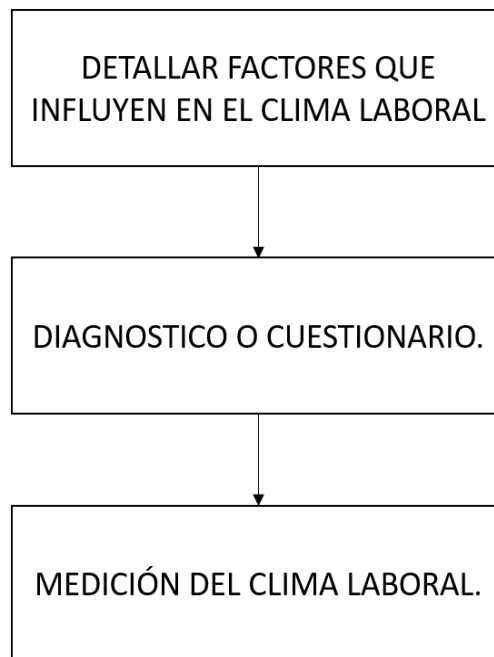 DETALLAR FACTORES QUE
INFLUYEN EN EL CLIMA LABORAL
DIAGNOSTICO O CUESTIONARIO.
MEDICIÓN DEL CLIMA LABORAL.